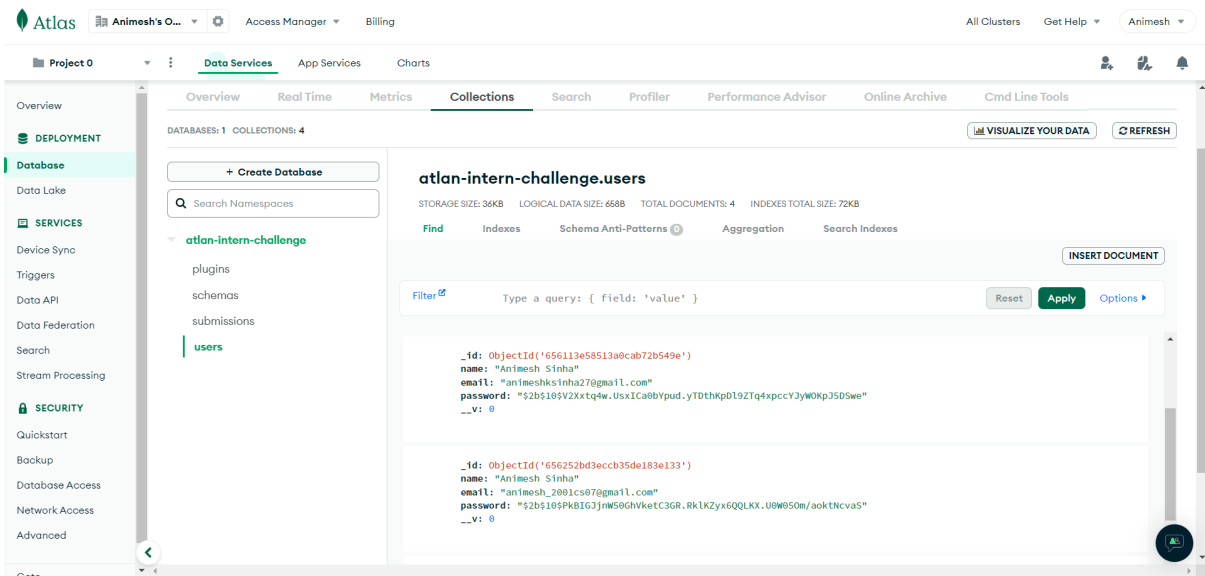 Atlas Animesh's O... Access Manager Billing All Clusters Get Help Animesh
Project 0 Data Services App Services Charts
Overview Real Time Metrics Collections Search Profiler Performance Advisor Online Archive Cmd Line Tools
DATABASES: 1 COLLECTIONS: 4 VISUALIZE YOUR DATA REFRESH
Overview
DEPLOYMENT
Database
Data Lake
SERVICES
Device Sync
Triggers
Data API
Data Federation
Search
Stream Processing
SECURITY
Quickstart
Backup
Database Access
Network Access
Advanced
+ Create Database
Search Namespaces
atlan-intern-challenge
plugins
schemas
submissions
users
atlan-intern-challenge.users
STORAGE SIZE: 36KB LOGICAL DATA SIZE: 658B TOTAL DOCUMENTS: 4 INDEXES TOTAL SIZE: 72KB
Find Indexes Schema Anti-Patterns 0 Aggregation Search Indexes
INSERT DOCUMENT
Filter Type a query: { field: 'value' } Reset Apply Options
_id: ObjectId('656113e58513a0cab72b549e')
name: "Animesh Sinha"
email: "animeshksinha27@gmail.com"
password: "$2b$10$V2Xxtq4w.UsxICa0bYpud.yTDthKpDl9ZTq4xpccYJyWOKpJ5DSwe"
__v: 0
_id: ObjectId('656252bd3eccb35de183e133')
name: "Animesh Sinha"
email: "animesh_2001cs07@gmail.com"
password: "$2b$10$PkBIGJjnW50GhVketC3GR.RklKZyx6QQLKX.U0W05Om/aoktNcvaS"
__v: 0